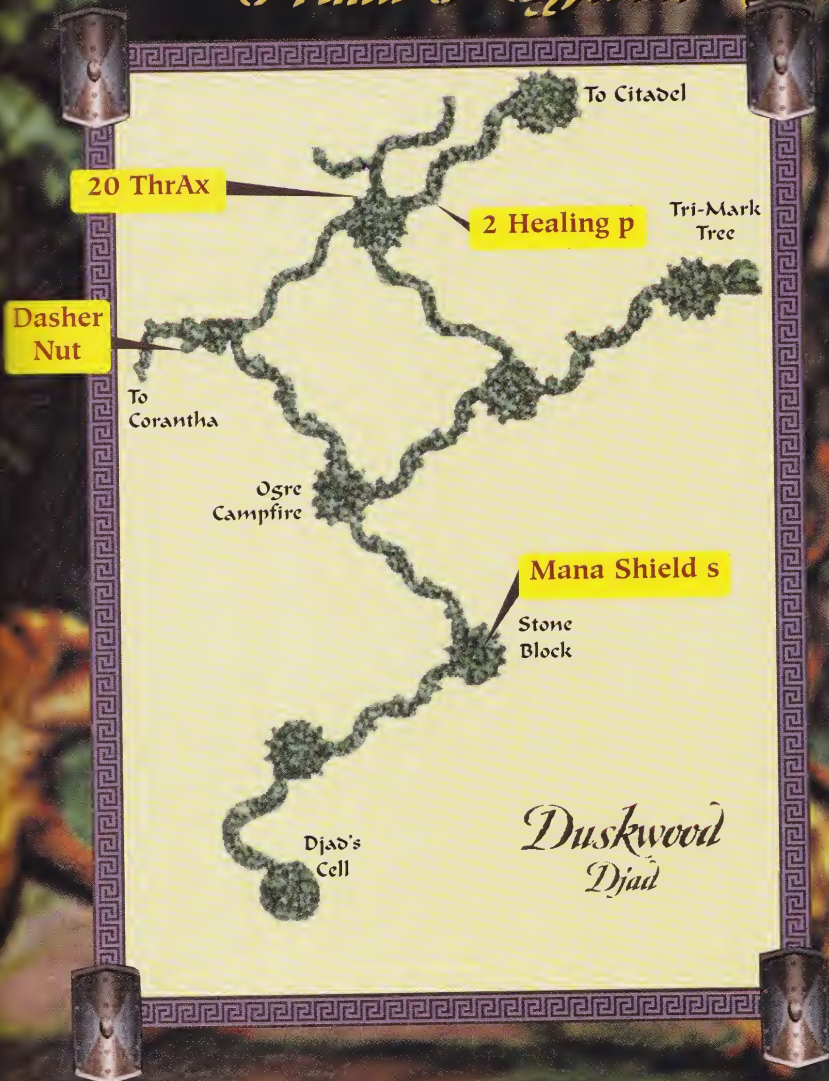 To Citadel
20 ThrAx
2 Healing p
Tri-Mark
Tree
Dasher
Nut
To
Corantha
Ogre
Campfire
Mana Shield s
Stone
Block
Djad's
Cell
Duskwood
Djad